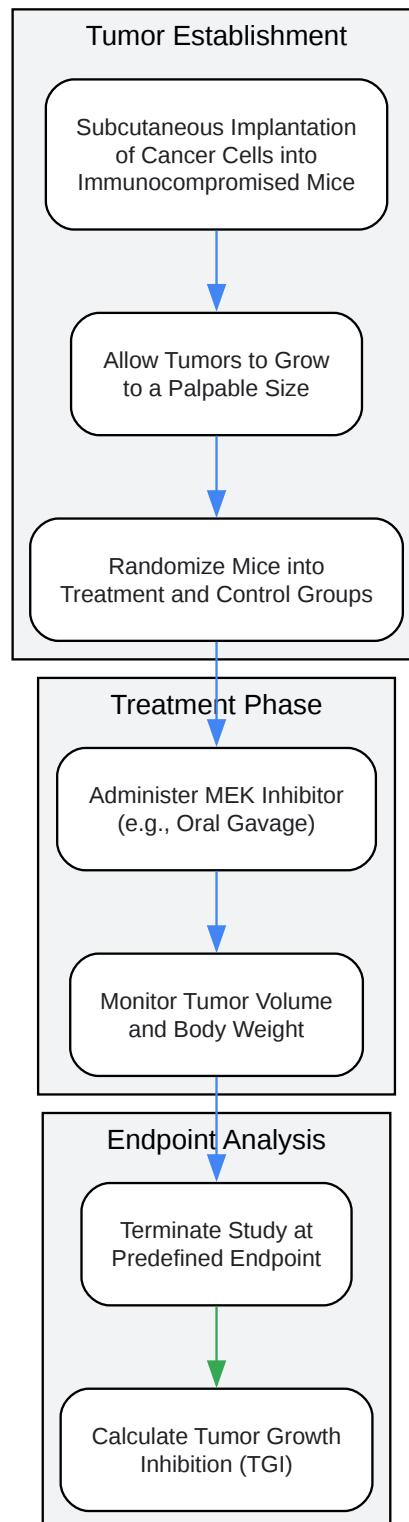 Tumor Establishment
Subcutaneous Implantation
of Cancer Cells into
Immunocompromised Mice
Allow Tumors to Grow
to a Palpable Size
Randomize Mice into
Treatment and Control Groups
Treatment Phase
Administer MEK Inhibitor
(e.g., Oral Gavage)
Monitor Tumor Volume
and Body Weight
Endpoint Analysis
Terminate Study at
Predefined Endpoint
Calculate Tumor Growth
Inhibition (TGI)